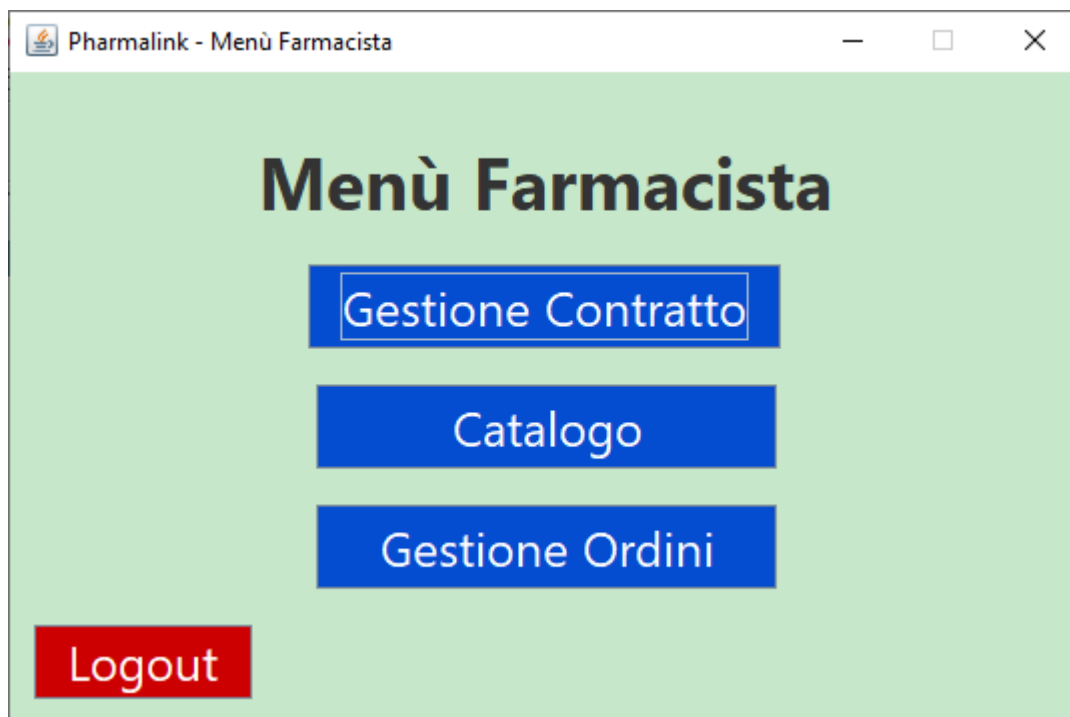 Pharmalink - Menù Farmacista
Menù Farmacista
Gestione Contratto
Catalogo
Gestione Ordini
Logout